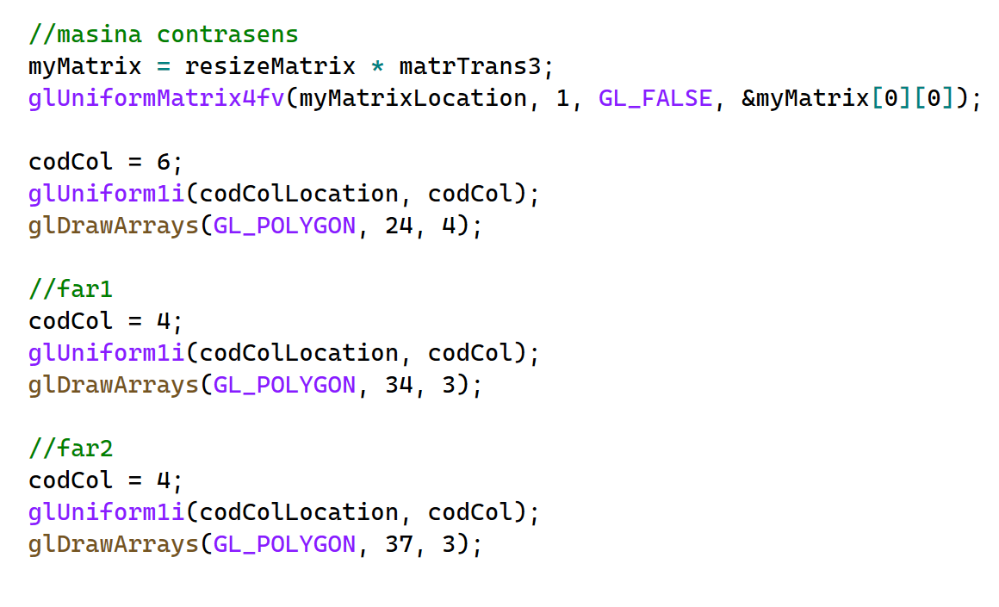 //masina contrasens
myMatrix = resizeMatrix * matrTrans3;
glUniformMatrix4fv(myMatrixLocation, 1, GL_FALSE, &myMatrix[0][0]);
codCol = 6;
glUniform1i(codColLocation, codCol);
glDrawArrays(GL_POLYGON, 24, 4);
//far1
codCol = 4;
glUniform1i(codColLocation, codCol);
glDrawArrays(GL_POLYGON, 34, 3);
//far2
codCol = 4;
glUniform1i(codColLocation, codCol);
glDrawArrays(GL_POLYGON, 37, 3);